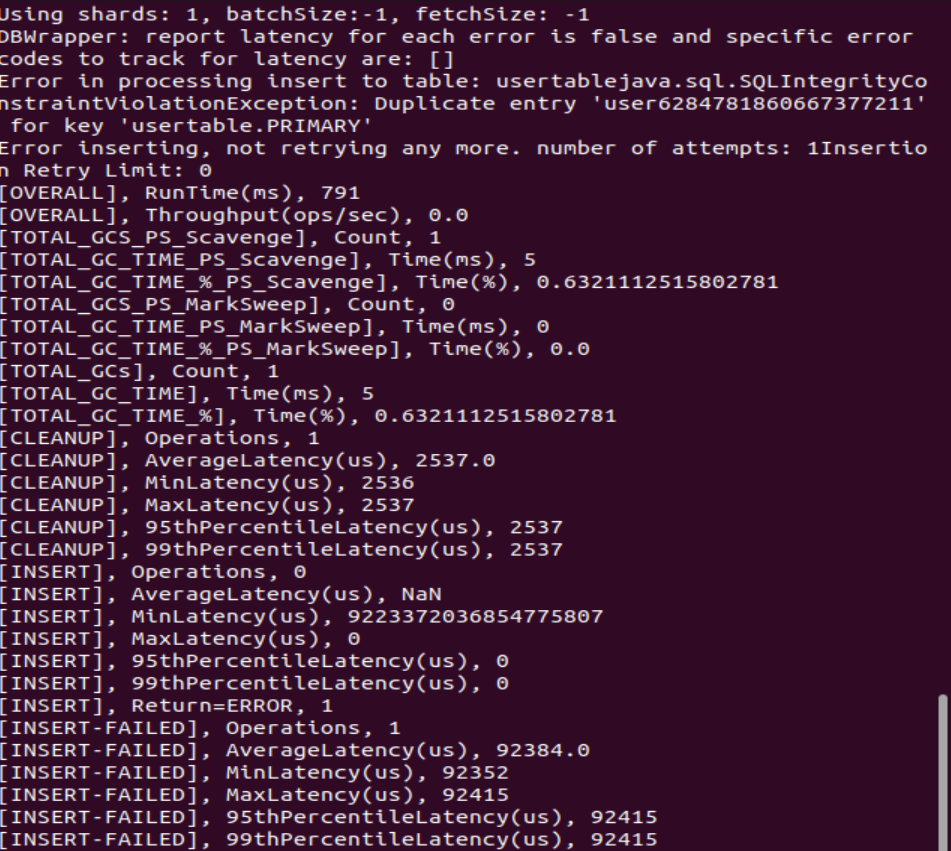 Using shards: 1, batchSize:-1, fetchSize: -1
DBWrapper: report latency for each error is false and specific error
codes to track for latency are: []
Error in processing insert to table: usertablejava.sql.SQLIntegrityCo
nstraintViolationException: Duplicate entry 'user6284781860667377211'
 for key 'usertable.PRIMARY'
Error inserting, not retrying any more. number of attempts: 1Insertio
n Retry Limit: 0
[OVERALL], RunTime(ms), 791
[OVERALL], Throughput(ops/sec), 0.0
[TOTAL_GCS_PS_Scavenge], Count, 1
[TOTAL_GC_TIME_PS_Scavenge], Time(ms), 5
[TOTAL_GC_TIME_%_PS_Scavenge], Time(%), 0.6321112515802781
[TOTAL_GCS_PS_MarkSweep], Count, 0
[TOTAL_GC_TIME_PS_MarkSweep], Time(ms), 0
[TOTAL_GC_TIME_%_PS_MarkSweep], Time(%), 0.0
[TOTAL_GCs], Count, 1
[TOTAL_GC_TIME], Time(ms), 5
[TOTAL_GC_TIME_%], Time(%), 0.6321112515802781
[CLEANUP], Operations, 1
[CLEANUP], AverageLatency(us), 2537.0
[CLEANUP], MinLatency(us), 2536
[CLEANUP], MaxLatency(us), 2537
[CLEANUP], 95thPercentileLatency(us), 2537
[CLEANUP], 99thPercentileLatency(us), 2537
[INSERT], Operations, 0
[INSERT], AverageLatency(us), NaN
[INSERT], MinLatency(us), 9223372036854775807
[INSERT], MaxLatency(us), 0
[INSERT], 95thPercentileLatency(us), 0
[INSERT], 99thPercentileLatency(us), 0
[INSERT], Return=ERROR, 1
[INSERT-FAILED], Operations, 1
[INSERT-FAILED], AverageLatency(us), 92384.0
[INSERT-FAILED], MinLatency(us), 92352
[INSERT-FAILED], MaxLatency(us), 92415
[INSERT-FAILED], 95thPercentileLatency(us), 92415
[INSERT-FAILED], 99thPercentileLatency(us), 92415